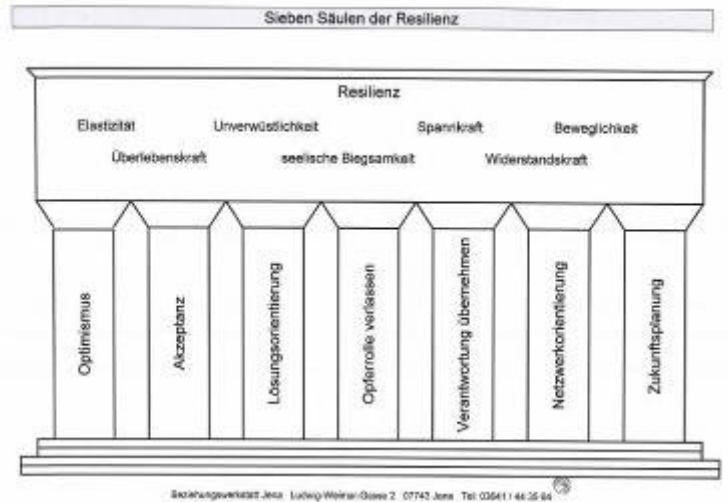 Sieben Säulen der Resilienz
Resilienz
Elastizität Unverwüstlichkeit Spannkraft Beweglichkeit
Überlebenskraft seelische Biegsamkeit Widerstandskraft
Optimismus
Akzeptanz
Lösungsorientierung
Opferrolle verlassen
Verantwortung übernehmen
Netzwerkorientierung
Zukunftsplanung
Beziehungswerkstatt Jena Ludwig-Weimar-Gasse 2 07743 Jena Tel: 03641 / 44 35 64